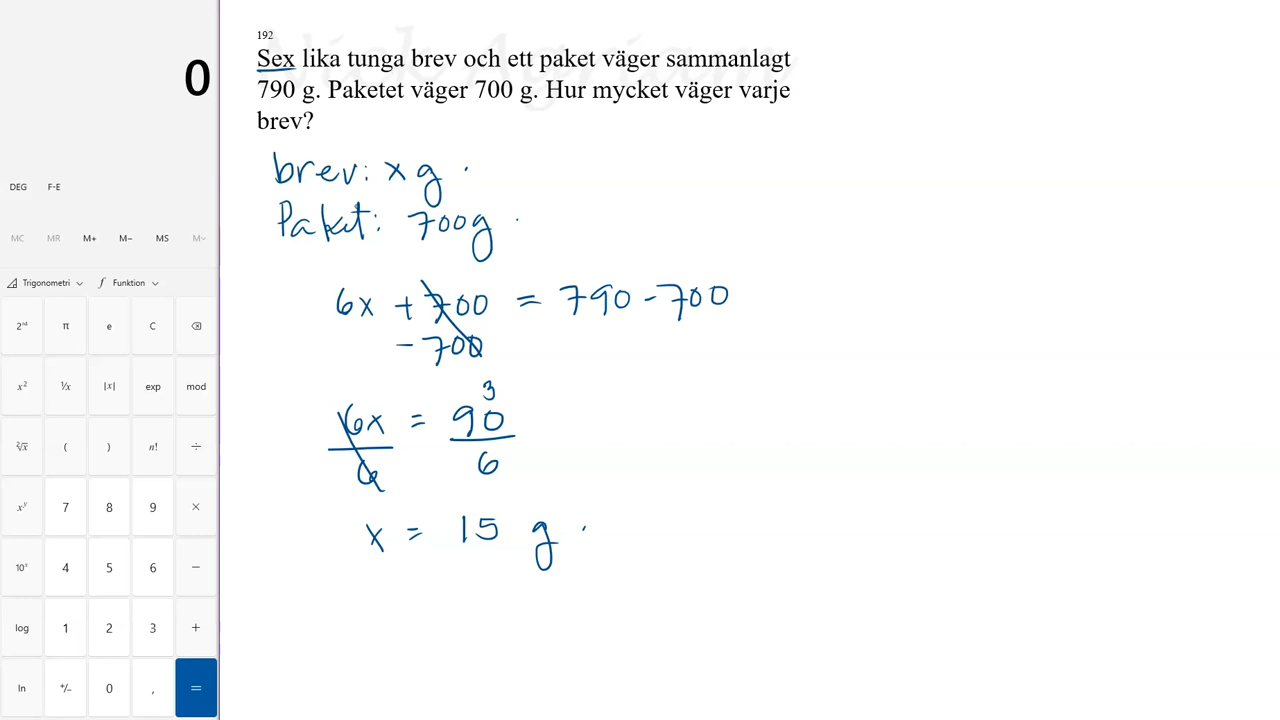 0
DEG F-E
MC MR M+ M− MS M˅
Trigonometri Funktion
2ⁿᵈ π e C
x² ¹/x |x| exp mod
²√x ( ) n! ÷
xʸ 7 8 9 ×
10ˣ 4 5 6 −
log 1 2 3 +
ln +/− 0 , =
192
Sex lika tunga brev och ett paket väger sammanlagt
790 g. Paketet väger 700 g. Hur mycket väger varje
brev?
brev: x g
Paket: 700g
6x + 700 = 790 - 700
- 700
3
6x = 90
6 6
x = 15 g